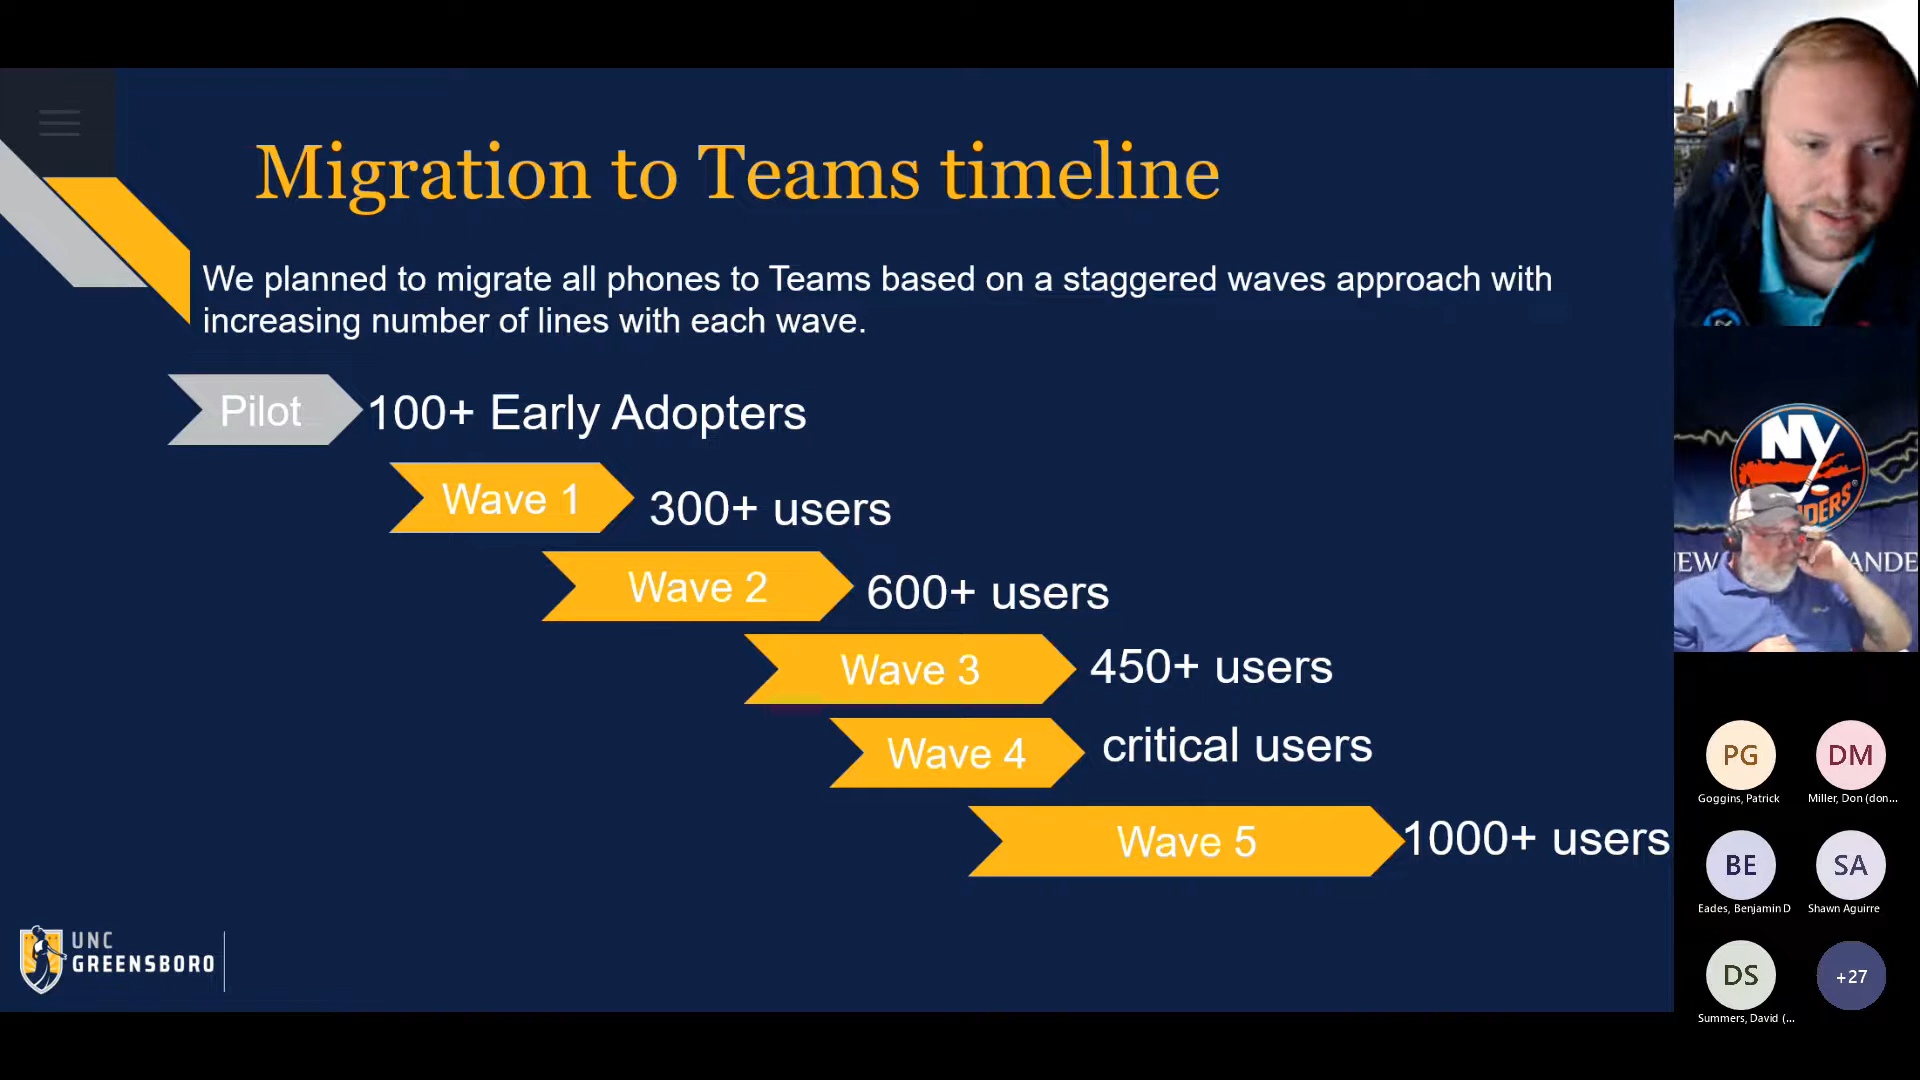 Migration to Teams timeline
We planned to migrate all phones to Teams based on a staggered waves approach with
increasing number of lines with each wave.
Pilot
100+ Early Adopters
Wave 1
300+ users
Wave 2
600+ users
Wave 3
450+ users
Wave 4
critical users
Wave 5
1000+ users
UNC
GREENSBORO
NY
NEW
ANDE
PG
DM
Goggins, Patrick
Miller, Don (don...
BE
SA
Eades, Benjamin D
Shawn Aguirre
DS
+27
Summers, David (...